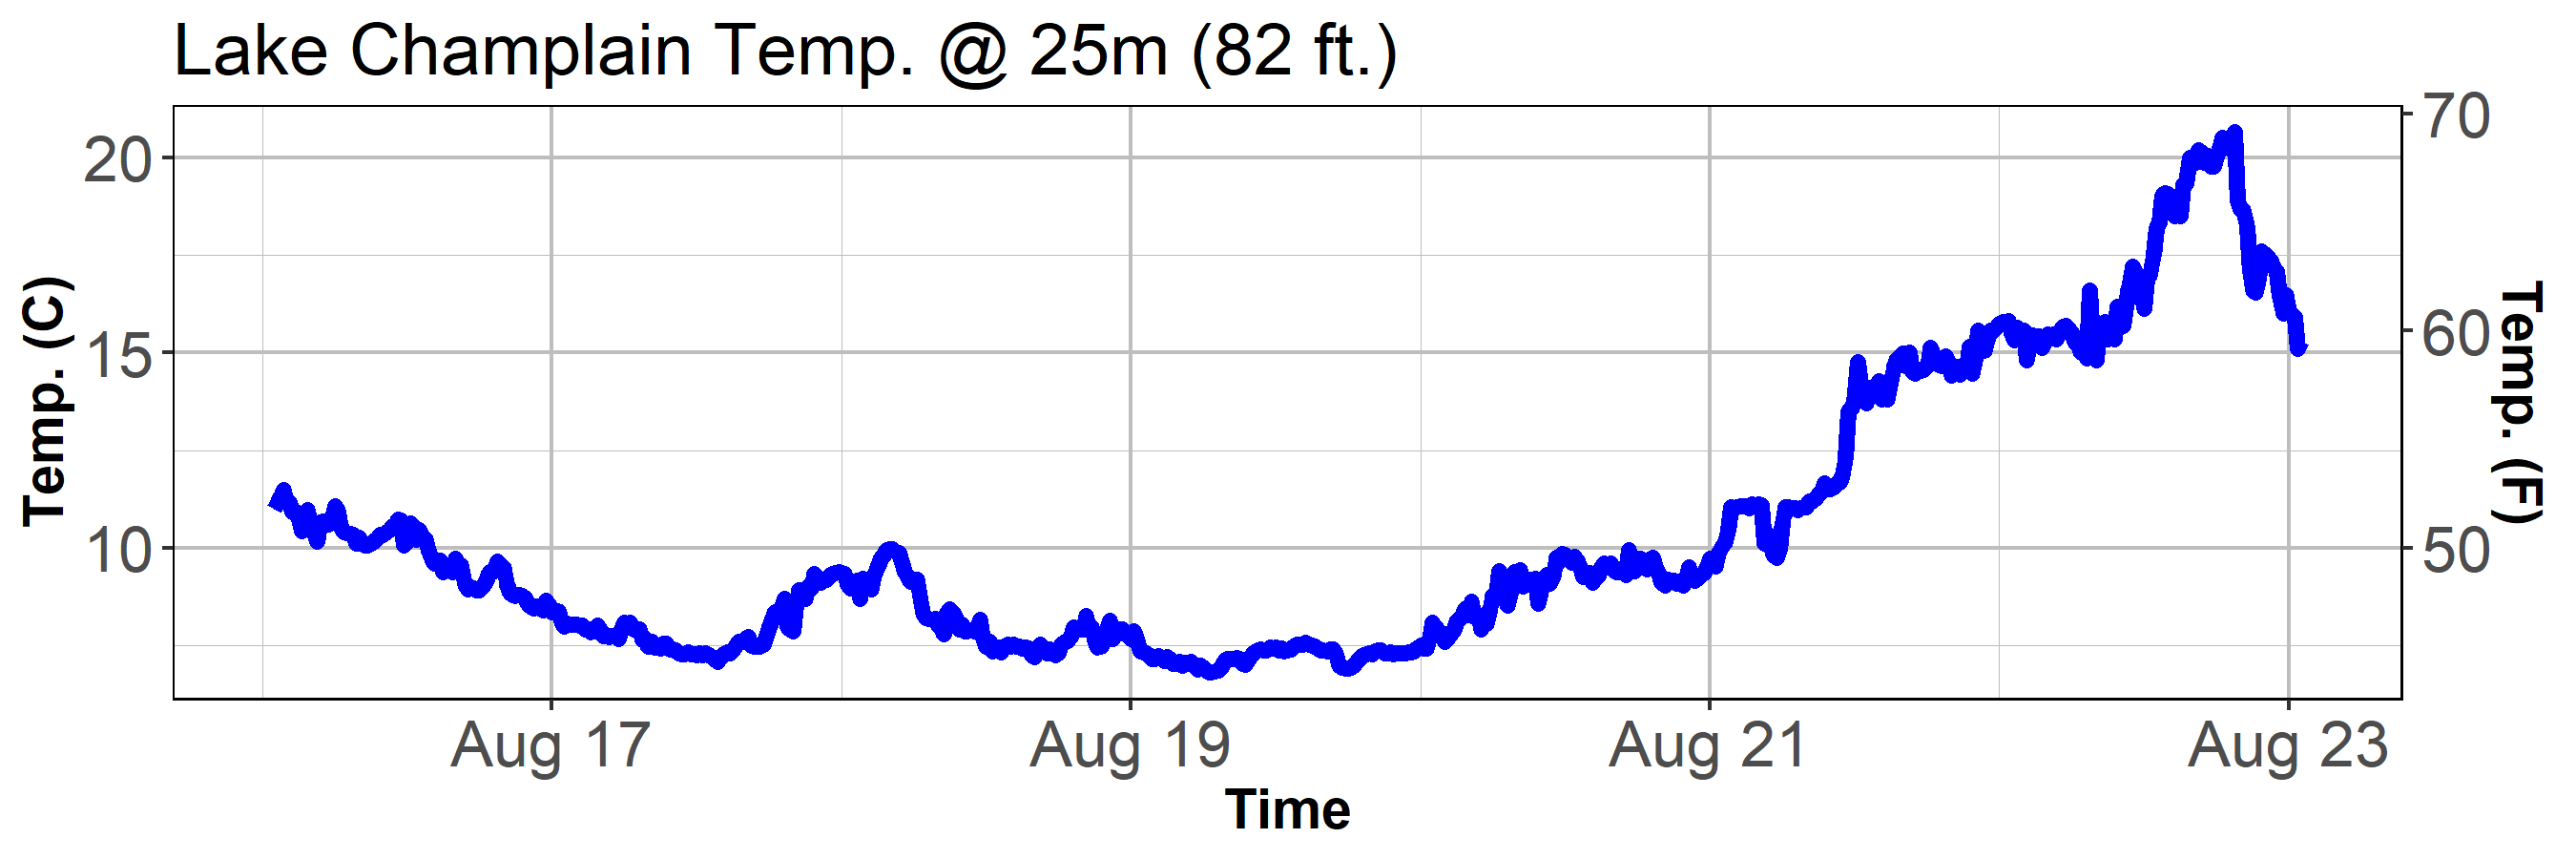 Lake Champlain Temp. @ 25m (82 ft.)
Temp. (C)
20
15
10
70
60
50
Temp. (F)
Aug 17 Aug 19 Aug 21 Aug 23
Time